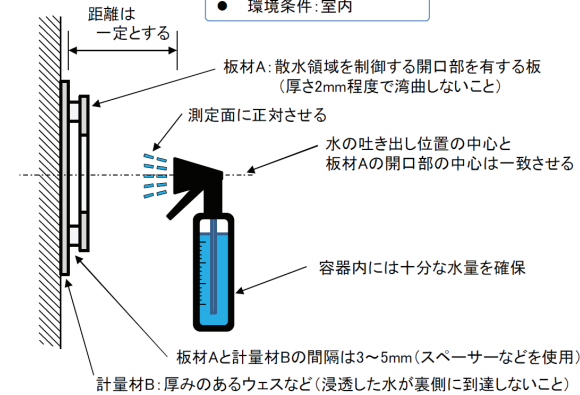 ● 環境条件:室内
距離は
一定とする
板材A:散水領域を制御する開口部を有する板
(厚さ2mm程度で湾曲しないこと)
測定面に正対させる
水の吐き出し位置の中心と
板材Aの開口部の中心は一致させる
容器内には十分な水量を確保
板材Aと計量材Bの間隔は3～5mm(スペーサーなどを使用)
計量材B:厚みのあるウェスなど(浸透した水が裏側に到達しないこと)